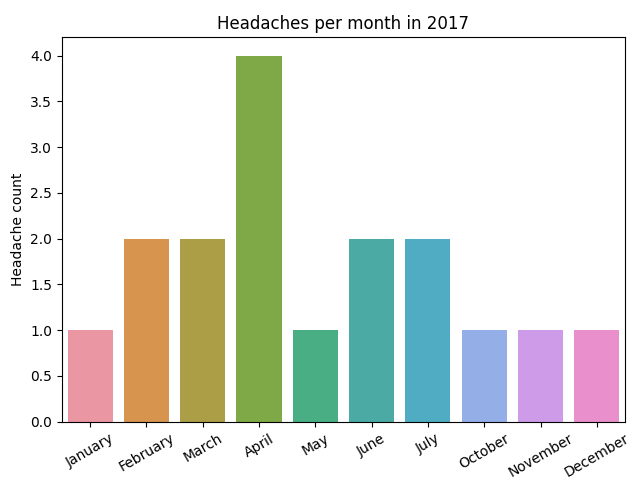 Headaches per month in 2017
Headache count
4.0
3.5
3.0
2.5
2.0
1.5
1.0
0.5
0.0
January
February
March
April
May
June
July
October
November
December